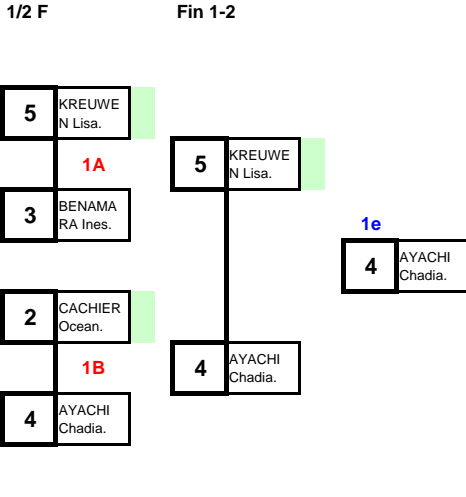 1/2 F
Fin 1-2
5
KREUWE
N Lisa.
1A
3
BENAMA
RA Ines.
2
CACHIER
Ocean.
1B
4
AYACHI
Chadia.
5
KREUWE
N Lisa.
4
AYACHI
Chadia.
1e
4
AYACHI
Chadia.